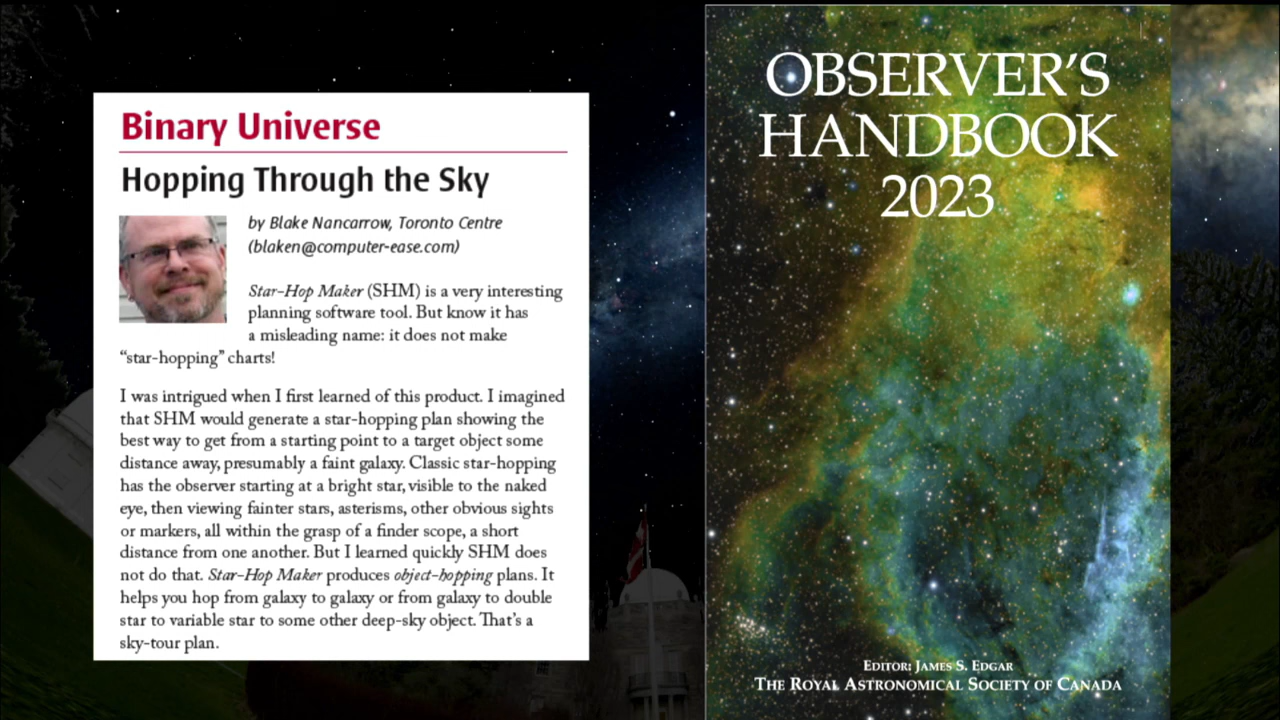 Binary Universe
Hopping Through the Sky
by Blake Nancarrow, Toronto Centre
(blaken@computer-ease.com)
Star-Hop Maker (SHM) is a very interesting
planning software tool. But know it has
a misleading name: it does not make
“star-hopping” charts!
I was intrigued when I first learned of this product. I imagined
that SHM would generate a star-hopping plan showing the
best way to get from a starting point to a target object some
distance away, presumably a faint galaxy. Classic star-hopping
has the observer starting at a bright star, visible to the naked
eye, then viewing fainter stars, asterisms, other obvious sights
or markers, all within the grasp of a finder scope, a short
distance from one another. But I learned quickly SHM does
not do that. Star-Hop Maker produces object-hopping plans. It
helps you hop from galaxy to galaxy or from galaxy to double
star to variable star to some other deep-sky object. That’s a
sky-tour plan.
OBSERVER’S
HANDBOOK
2023
EDITOR: JAMES S. EDGAR
THE ROYAL ASTRONOMICAL SOCIETY OF CANADA